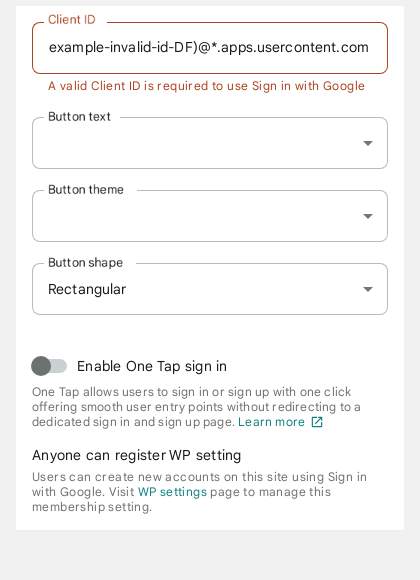 Client ID
example-invalid-id-DF)@*.apps.usercontent.com
A valid Client ID is required to use Sign in with Google
Button text
Button theme
Button shape
Rectangular
Enable One Tap sign in
One Tap allows users to sign in or sign up with one click
offering smooth user entry points without redirecting to a
dedicated sign in and sign up page. Learn more
Anyone can register WP setting
Users can create new accounts on this site using Sign in
with Google. Visit WP settings page to manage this
membership setting.